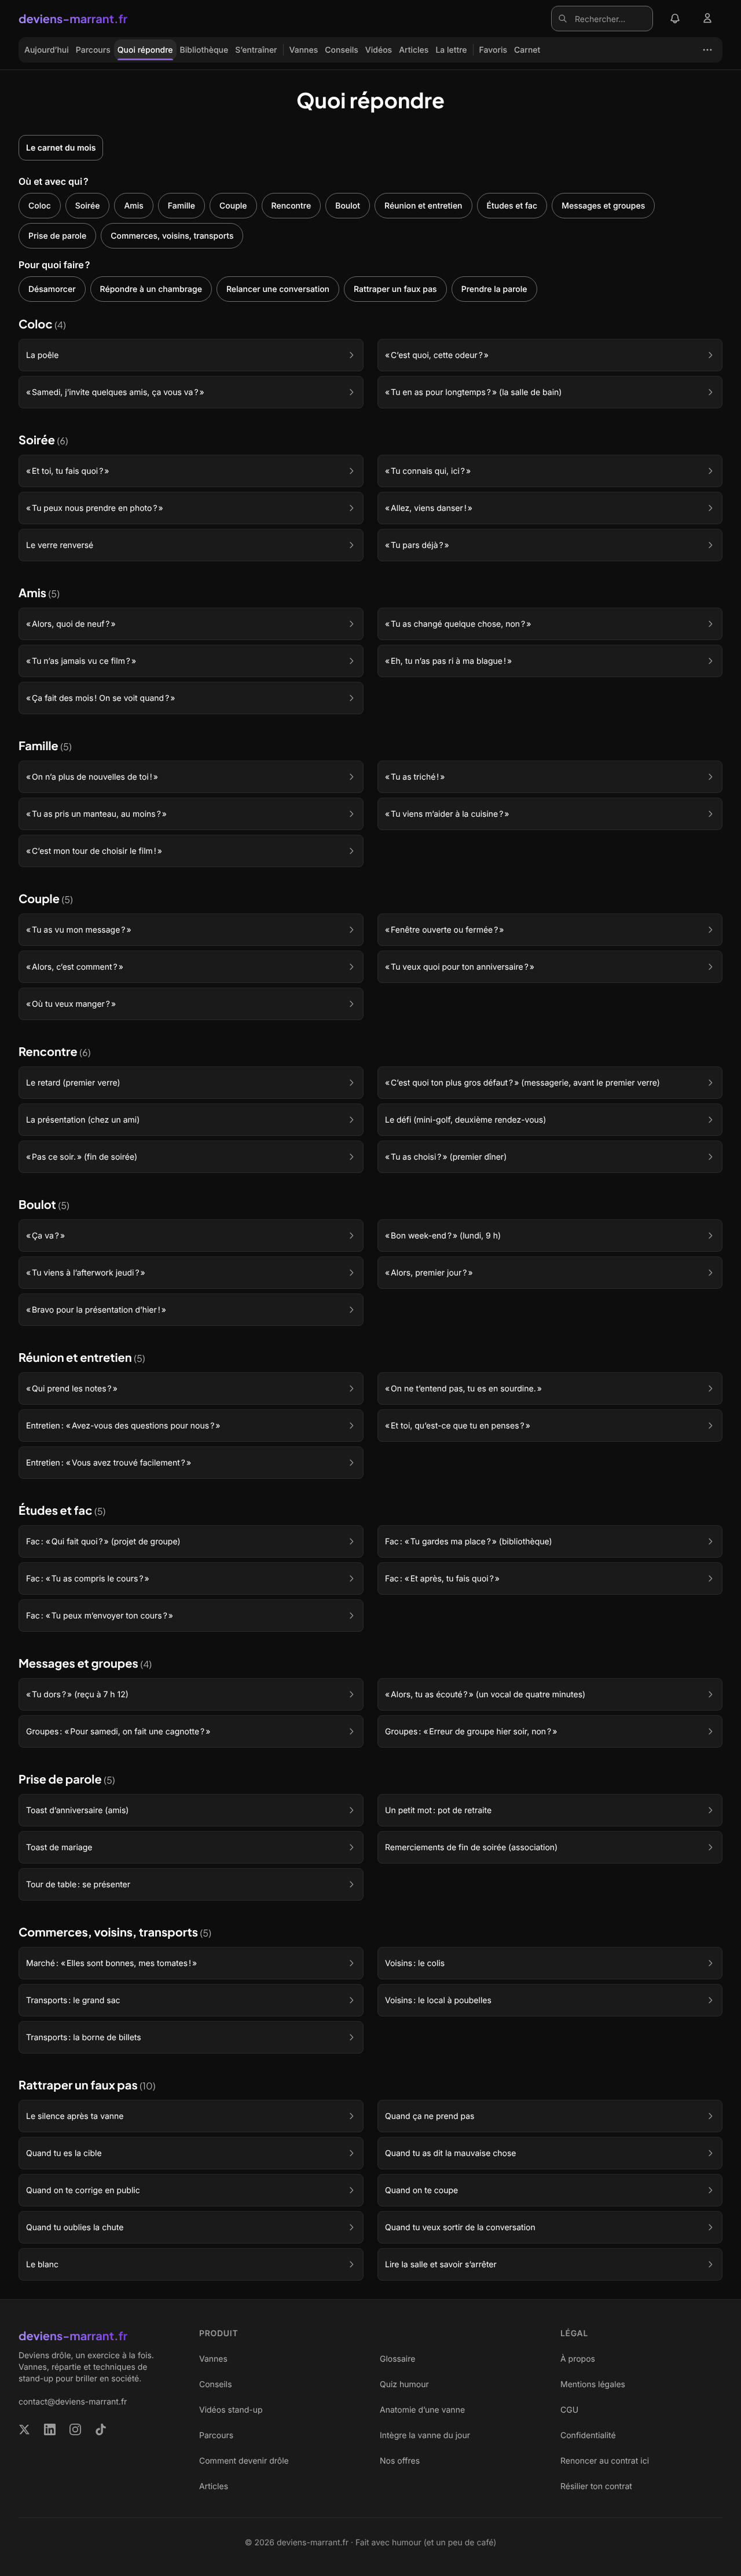 deviens-marrant.fr
Rechercher...
Aujourd'hui Parcours Quoi répondre Bibliothèque S'entraîner Vannes Conseils Vidéos Articles La lettre Favoris Carnet
Quoi répondre
Le carnet du mois
Où et avec qui ?
Coloc Soirée Amis Famille Couple Rencontre Boulot Réunion et entretien Études et fac Messages et groupes
Prise de parole Commerces, voisins, transports
Pour quoi faire ?
Désamorcer Répondre à un chambrage Relancer une conversation Rattraper un faux pas Prendre la parole
Coloc (4)
La poêle
« C'est quoi, cette odeur ? »
« Samedi, j'invite quelques amis, ça vous va ? »
« Tu en as pour longtemps ? » (la salle de bain)
Soirée (6)
« Et toi, tu fais quoi ? »
« Tu connais qui, ici ? »
« Tu peux nous prendre en photo ? »
« Allez, viens danser ! »
Le verre renversé
« Tu pars déjà ? »
Amis (5)
« Alors, quoi de neuf ? »
« Tu as changé quelque chose, non ? »
« Tu n'as jamais vu ce film ? »
« Eh, tu n'as pas ri à ma blague ! »
« Ça fait des mois ! On se voit quand ? »
Famille (5)
« On n'a plus de nouvelles de toi ! »
« Tu as triché ! »
« Tu as pris un manteau, au moins ? »
« Tu viens m'aider à la cuisine ? »
« C'est mon tour de choisir le film ! »
Couple (5)
« Tu as vu mon message ? »
« Fenêtre ouverte ou fermée ? »
« Alors, c'est comment ? »
« Tu veux quoi pour ton anniversaire ? »
« Où tu veux manger ? »
Rencontre (6)
Le retard (premier verre)
« C'est quoi ton plus gros défaut ? » (messagerie, avant le premier verre)
La présentation (chez un ami)
Le défi (mini-golf, deuxième rendez-vous)
« Pas ce soir. » (fin de soirée)
« Tu as choisi ? » (premier dîner)
Boulot (5)
« Ça va ? »
« Bon week-end ? » (lundi, 9 h)
« Tu viens à l'afterwork jeudi ? »
« Alors, premier jour ? »
« Bravo pour la présentation d'hier ! »
Réunion et entretien (5)
« Qui prend les notes ? »
« On ne t'entend pas, tu es en sourdine. »
Entretien : « Avez-vous des questions pour nous ? »
« Et toi, qu'est-ce que tu en penses ? »
Entretien : « Vous avez trouvé facilement ? »
Études et fac (5)
Fac : « Qui fait quoi ? » (projet de groupe)
Fac : « Tu gardes ma place ? » (bibliothèque)
Fac : « Tu as compris le cours ? »
Fac : « Et après, tu fais quoi ? »
Fac : « Tu peux m'envoyer ton cours ? »
Messages et groupes (4)
« Tu dors ? » (reçu à 7 h 12)
« Alors, tu as écouté ? » (un vocal de quatre minutes)
Groupes : « Pour samedi, on fait une cagnotte ? »
Groupes : « Erreur de groupe hier soir, non ? »
Prise de parole (5)
Toast d'anniversaire (amis)
Un petit mot : pot de retraite
Toast de mariage
Remerciements de fin de soirée (association)
Tour de table : se présenter
Commerces, voisins, transports (5)
Marché : « Elles sont bonnes, mes tomates ! »
Voisins : le colis
Transports : le grand sac
Voisins : le local à poubelles
Transports : la borne de billets
Rattraper un faux pas (10)
Le silence après ta vanne
Quand ça ne prend pas
Quand tu es la cible
Quand tu as dit la mauvaise chose
Quand on te corrige en public
Quand on te coupe
Quand tu oublies la chute
Quand tu veux sortir de la conversation
Le blanc
Lire la salle et savoir s'arrêter
deviens-marrant.fr
Deviens drôle, un exercice à la fois.
Vannes, répartie et techniques de
stand-up pour briller en société.
contact@deviens-marrant.fr
PRODUIT
Vannes
Conseils
Vidéos stand-up
Parcours
Comment devenir drôle
Articles
Glossaire
Quiz humour
Anatomie d'une vanne
Intègre la vanne du jour
Nos offres
LÉGAL
À propos
Mentions légales
CGU
Confidentialité
Renoncer au contrat ici
Résilier ton contrat
© 2026 deviens-marrant.fr · Fait avec humour (et un peu de café)